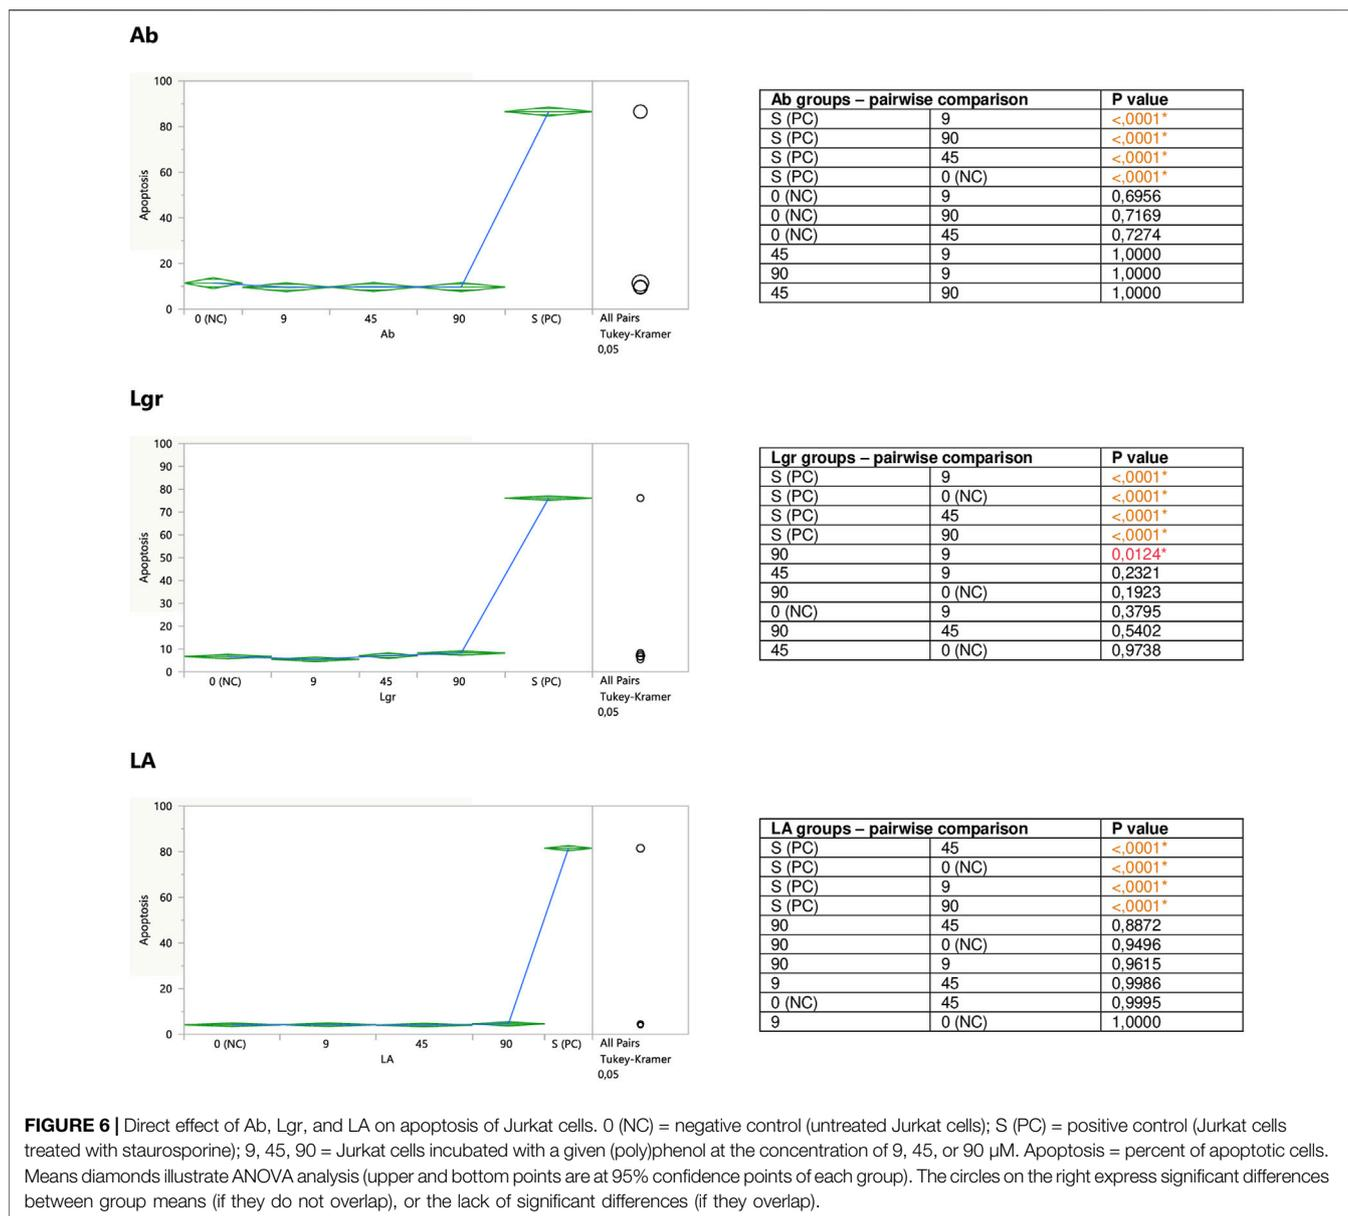 Ab
100
80
60
40
20
0
Apoptosis
0 (NC) 9 45 90 S (PC)
Ab
All Pairs
Tukey-Kramer
0,05
Ab groups – pairwise comparison P value
S (PC) 9 <,0001*
S (PC) 90 <,0001*
S (PC) 45 <,0001*
S (PC) 0 (NC) <,0001*
0 (NC) 9 0,6956
0 (NC) 90 0,7169
0 (NC) 45 0,7274
45 9 1,0000
90 9 1,0000
45 90 1,0000
Lgr
100
90
80
70
60
50
40
30
20
10
0
Apoptosis
0 (NC) 9 45 90 S (PC)
Lgr
All Pairs
Tukey-Kramer
0,05
Lgr groups – pairwise comparison P value
S (PC) 9 <,0001*
S (PC) 0 (NC) <,0001*
S (PC) 45 <,0001*
S (PC) 90 <,0001*
90 9 0,0124*
45 9 0,2321
90 0 (NC) 0,1923
0 (NC) 9 0,3795
90 45 0,5402
45 0 (NC) 0,9738
LA
100
80
60
40
20
0
Apoptosis
0 (NC) 9 45 90 S (PC)
LA
All Pairs
Tukey-Kramer
0,05
LA groups – pairwise comparison P value
S (PC) 45 <,0001*
S (PC) 0 (NC) <,0001*
S (PC) 9 <,0001*
S (PC) 90 <,0001*
90 45 0,8872
90 0 (NC) 0,9496
90 9 0,9615
9 45 0,9986
0 (NC) 45 0,9995
9 0 (NC) 1,0000
FIGURE 6 | Direct effect of Ab, Lgr, and LA on apoptosis of Jurkat cells. 0 (NC) = negative control (untreated Jurkat cells); S (PC) = positive control (Jurkat cells
treated with staurosporine); 9, 45, 90 = Jurkat cells incubated with a given (poly)phenol at the concentration of 9, 45, or 90 µM. Apoptosis = percent of apoptotic cells.
Means diamonds illustrate ANOVA analysis (upper and bottom points are at 95% confidence points of each group). The circles on the right express significant differences
between group means (if they do not overlap), or the lack of significant differences (if they overlap).